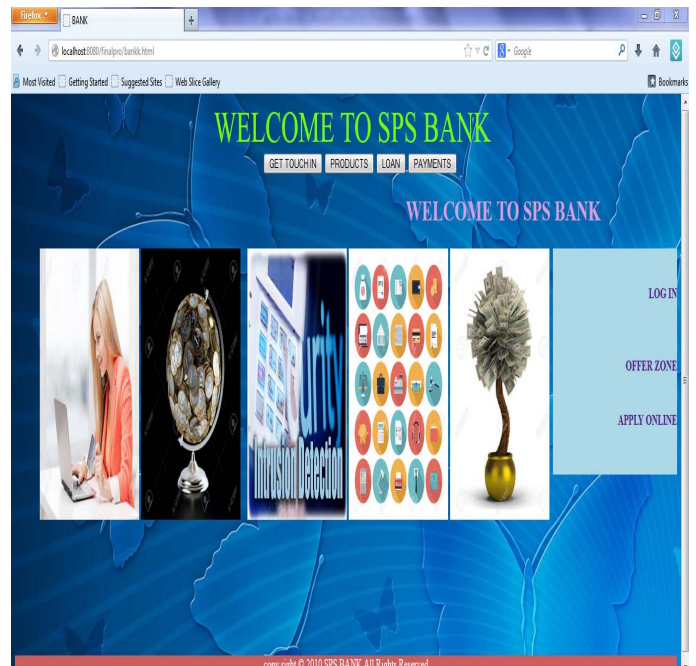 Firefox
BANK
+
localhost:8080/finalpro/bankk.html
Google
Most Visited Getting Started Suggested Sites Web Slice Gallery
Bookmarks
WELCOME TO SPS BANK
GET TOUCH IN PRODUCTS LOAN PAYMENTS
WELCOME TO SPS BANK
urity
Intrusion Detection
LOG IN
OFFER ZONE
APPLY ONLINE
copy right © 2010 SPS BANK All Rights Reserved